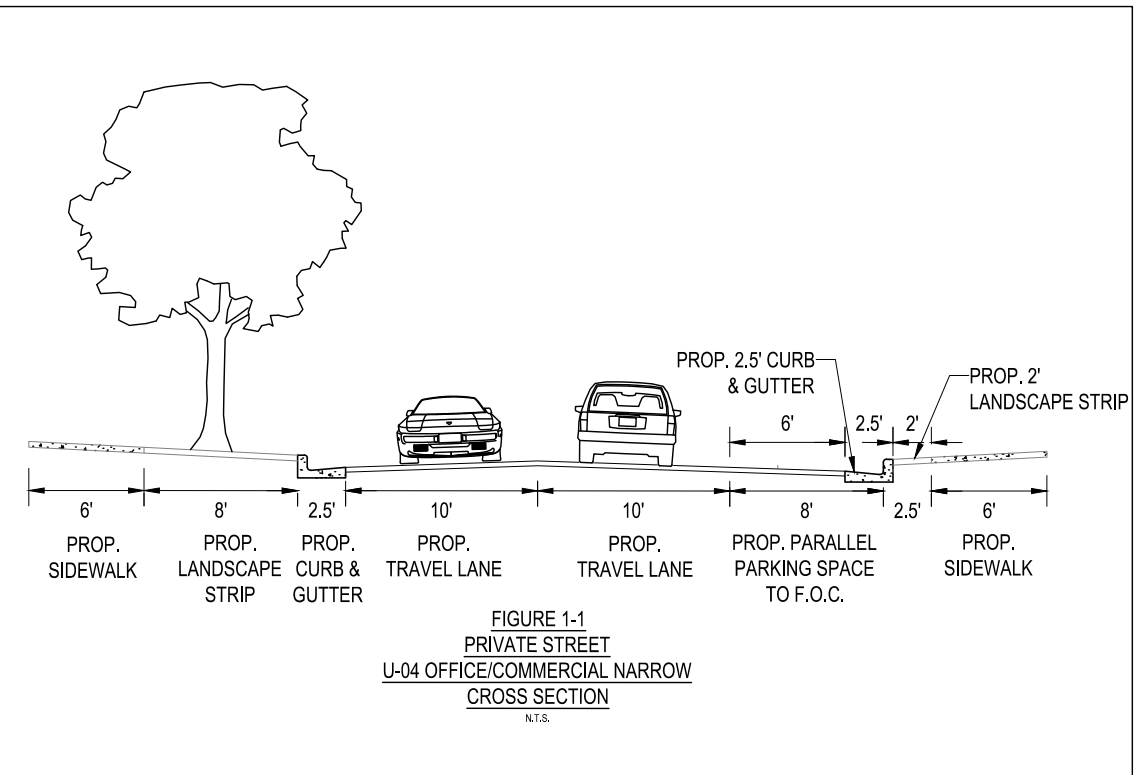 PROP. 2.5' CURB
& GUTTER
PROP. 2'
LANDSCAPE STRIP
6'
2.5'
2'
6'
PROP.
SIDEWALK
8'
PROP.
LANDSCAPE
STRIP
2.5'
PROP.
CURB &
GUTTER
10'
PROP.
TRAVEL LANE
10'
PROP.
TRAVEL LANE
8'
PROP. PARALLEL
PARKING SPACE
TO F.O.C.
2.5'
6'
PROP.
SIDEWALK
FIGURE 1-1
PRIVATE STREET
U-04 OFFICE/COMMERCIAL NARROW
CROSS SECTION
N.T.S.